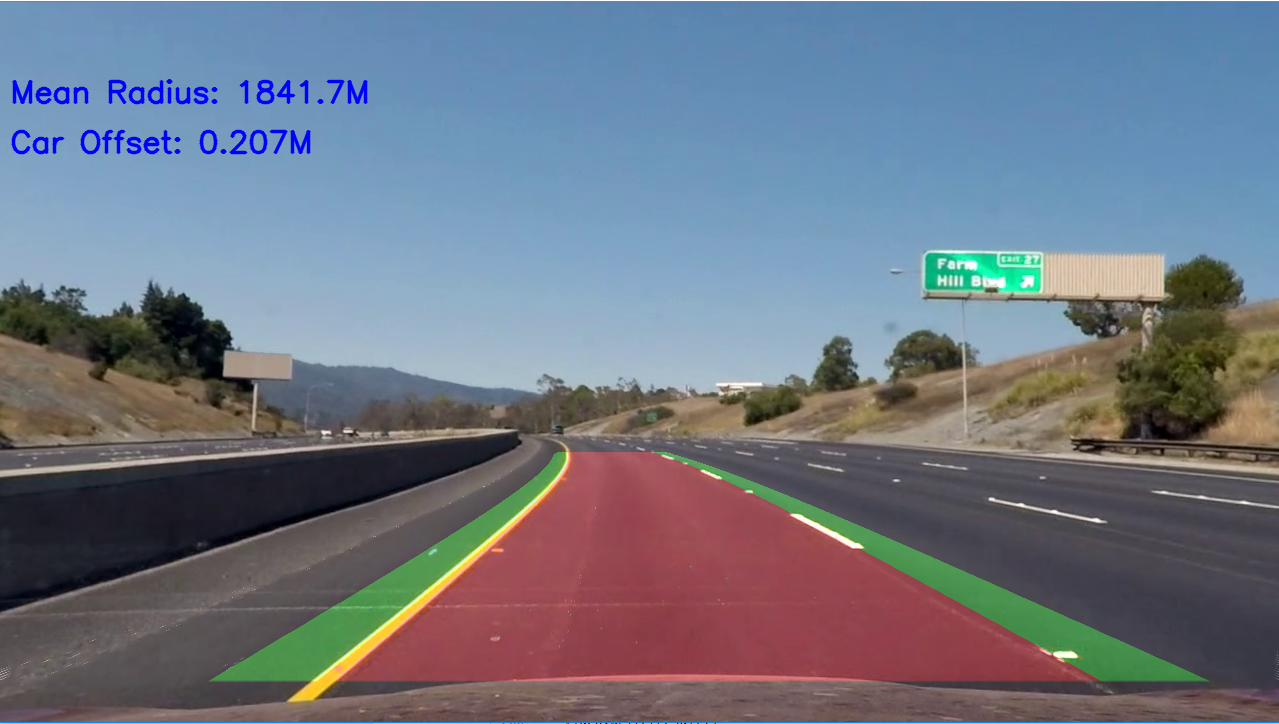 Mean Radius: 1841.7M
Car Offset: 0.207M
EXIT 27
Farm
Hill Blvd